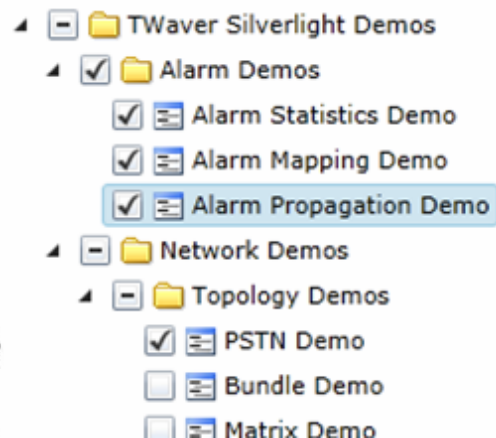 TWaver Silverlight Demos
Alarm Demos
Alarm Statistics Demo
Alarm Mapping Demo
Alarm Propagation Demo
Network Demos
Topology Demos
PSTN Demo
Bundle Demo
Matrix Demo